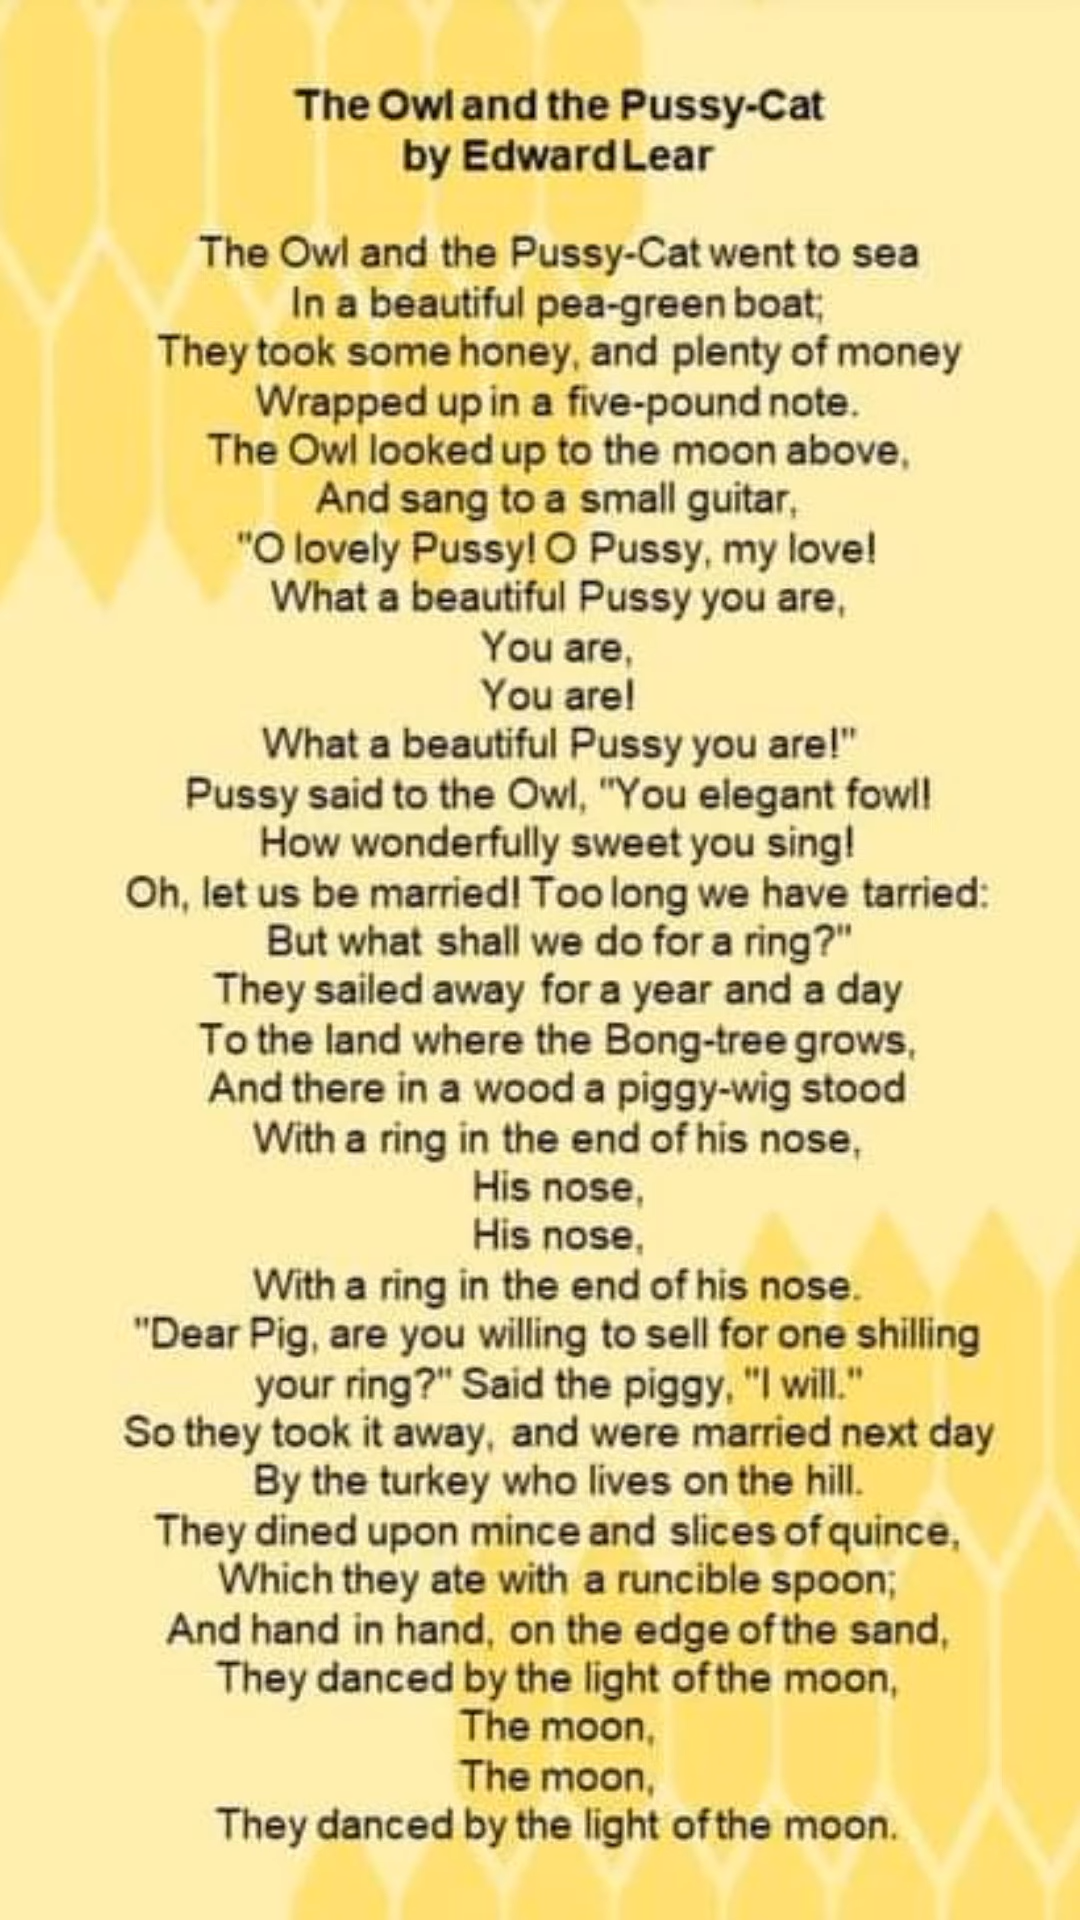 The Owl and the Pussy-Cat
by Edward Lear
The Owl and the Pussy-Cat went to sea
In a beautiful pea-green boat;
They took some honey, and plenty of money
Wrapped up in a five-pound note.
The Owl looked up to the moon above,
And sang to a small guitar,
"O lovely Pussy! O Pussy, my love!
What a beautiful Pussy you are,
You are,
You are!
What a beautiful Pussy you are!"
Pussy said to the Owl, "You elegant fowl!
How wonderfully sweet you sing!
Oh, let us be married! Too long we have tarried:
But what shall we do for a ring?"
They sailed away for a year and a day
To the land where the Bong-tree grows,
And there in a wood a piggy-wig stood
With a ring in the end of his nose,
His nose,
His nose,
With a ring in the end of his nose.
"Dear Pig, are you willing to sell for one shilling
your ring?" Said the piggy, "I will."
So they took it away, and were married next day
By the turkey who lives on the hill.
They dined upon mince and slices of quince,
Which they ate with a runcible spoon;
And hand in hand, on the edge of the sand,
They danced by the light of the moon,
The moon,
The moon,
They danced by the light of the moon.